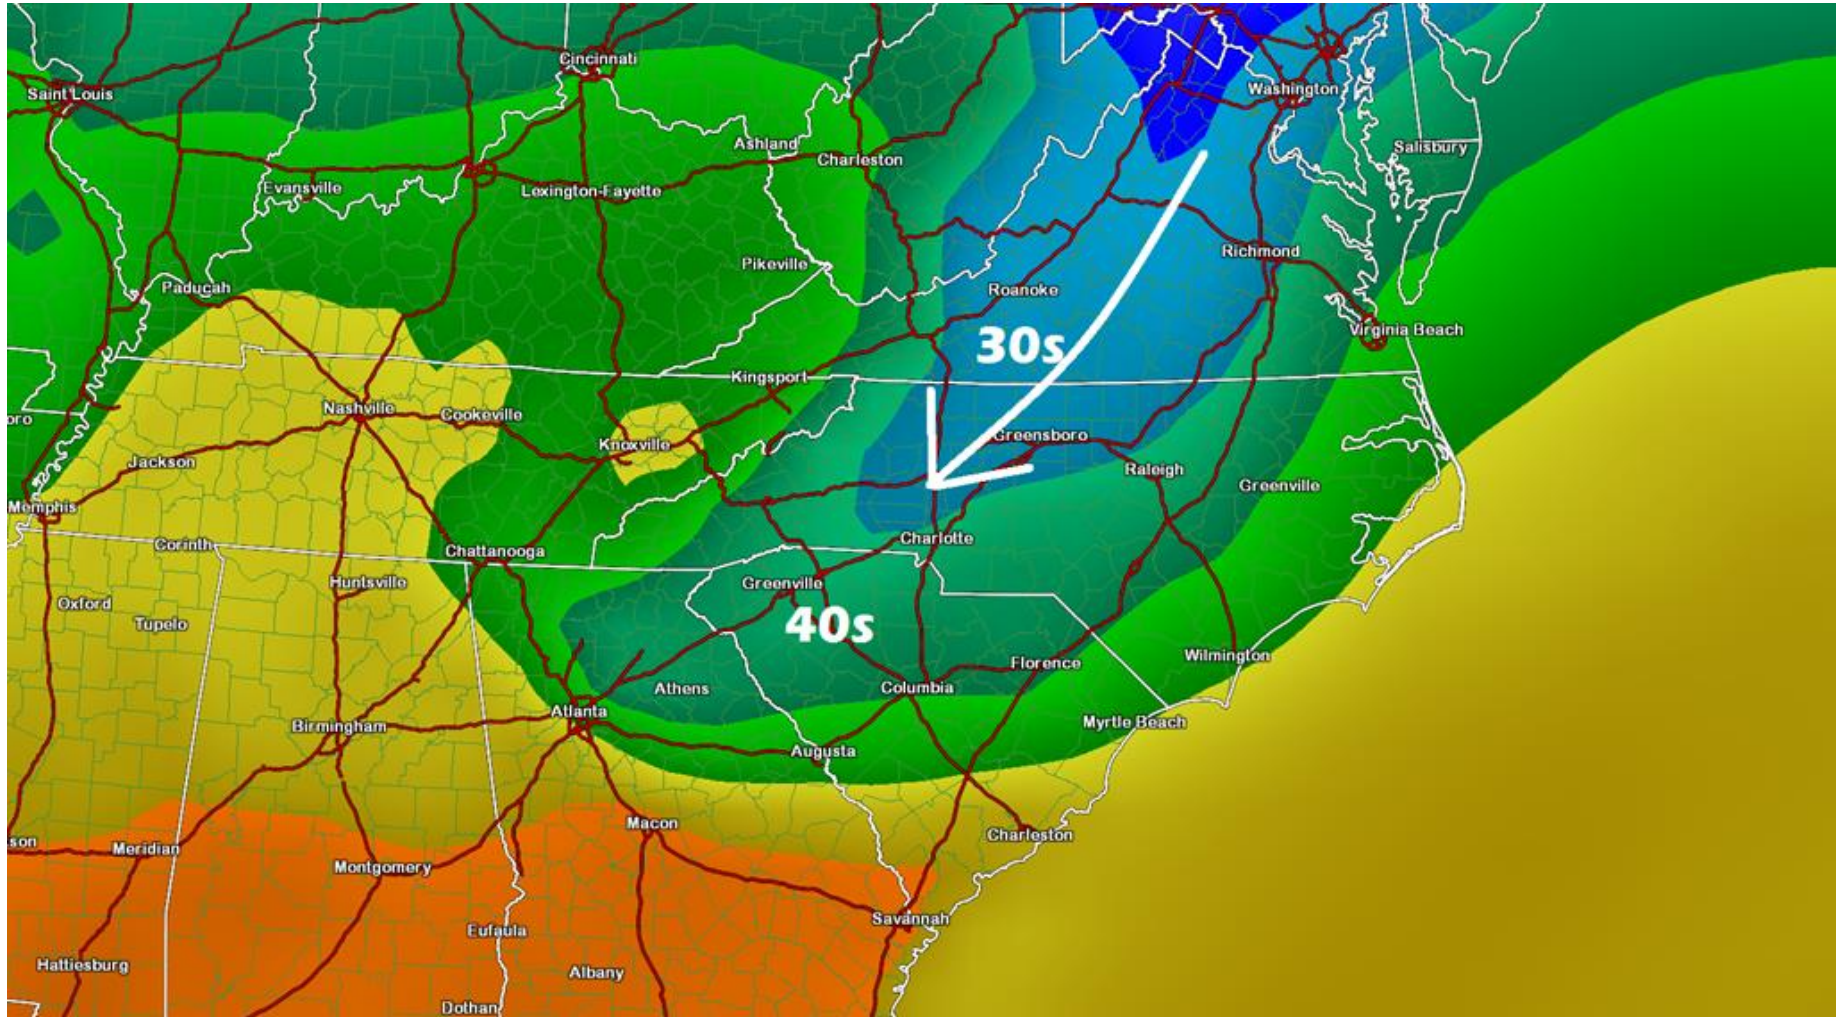 Cincinnati
Saint Louis
Washington
Ashland
Charleston
Salisbury
Evansville
Lexington-Fayette
Richmond
Pikeville
Paducah
Roanoke
Virginia Beach
30s
Kingsport
Nashville
Cookeville
oro
Knoxville
Greensboro
Jackson
Raleigh
Greenville
Memphis
Corinth
Chattanooga
Charlotte
Huntsville
Greenville
Oxford
Tupelo
40s
Wilmington
Florence
Athens
Columbia
Atlanta
Myrtle Beach
Birmingham
Augusta
Macon
Charleston
son
Meridian
Montgomery
Savannah
Eufaula
Hattiesburg
Albany
Dothan